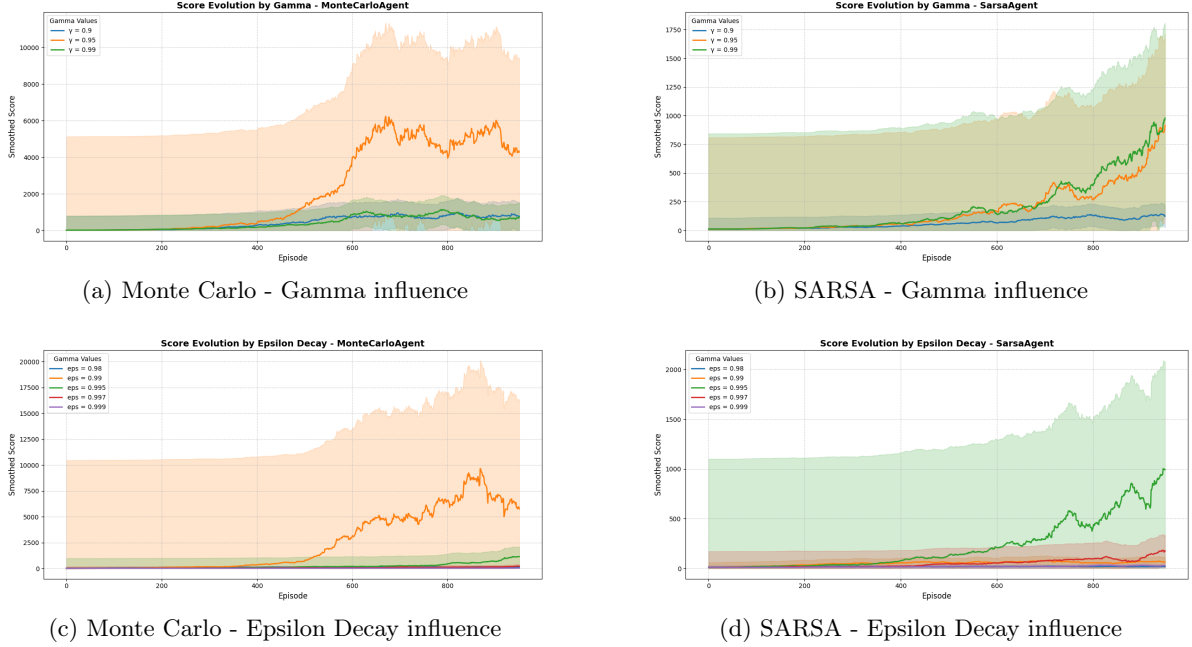 Score Evolution by Gamma - MonteCarloAgent
Gamma Values
γ = 0.9
γ = 0.95
γ = 0.99
10000
8000
6000
4000
2000
0
Smoothed Score
0 200 400 600 800
Episode
(a) Monte Carlo - Gamma influence
Score Evolution by Gamma - SarsaAgent
Gamma Values
γ = 0.9
γ = 0.95
γ = 0.99
1750
1500
1250
1000
750
500
250
0
Smoothed Score
0 200 400 600 800
Episode
(b) SARSA - Gamma influence
Score Evolution by Epsilon Decay - MonteCarloAgent
Gamma Values
eps = 0.98
eps = 0.99
eps = 0.995
eps = 0.997
eps = 0.999
20000
17500
15000
12500
10000
7500
5000
2500
0
Smoothed Score
0 200 400 600 800
Episode
(c) Monte Carlo - Epsilon Decay influence
Score Evolution by Epsilon Decay - SarsaAgent
Gamma Values
eps = 0.98
eps = 0.99
eps = 0.995
eps = 0.997
eps = 0.999
2000
1500
1000
500
0
Smoothed Score
0 200 400 600 800
Episode
(d) SARSA - Epsilon Decay influence